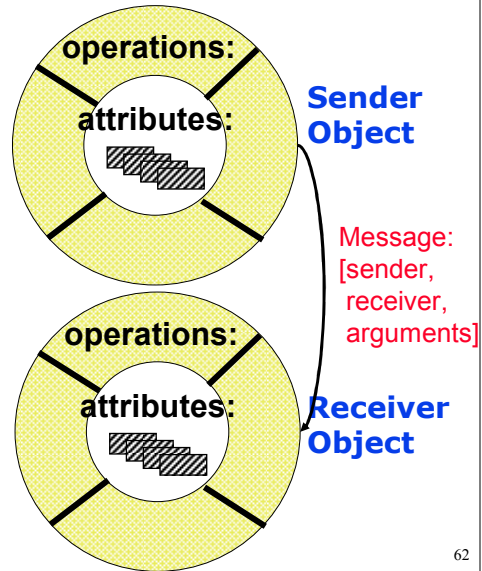 operations:
attributes:
Sender
Object
Message:
[sender,
receiver,
arguments]
operations:
attributes:
Receiver
Object
62